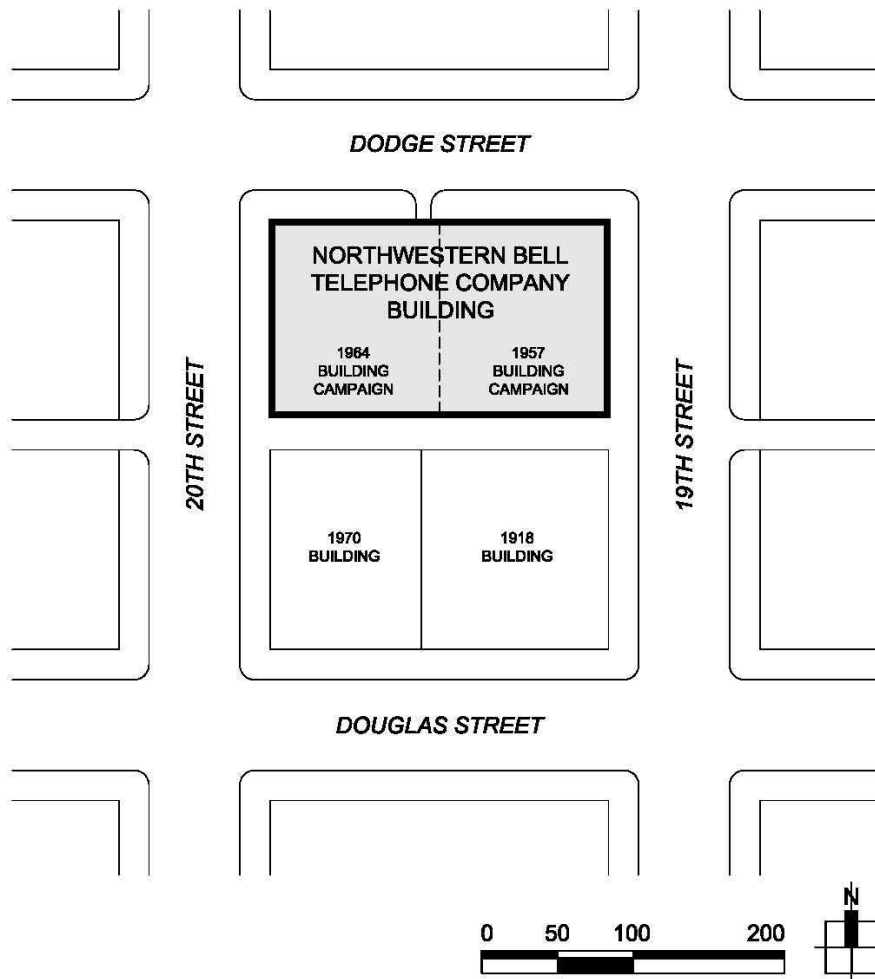 DODGE STREET
NORTHWESTERN BELL
TELEPHONE COMPANY
BUILDING
1964
BUILDING
CAMPAIGN
1957
BUILDING
CAMPAIGN
20TH STREET
19TH STREET
1970
BUILDING
1918
BUILDING
DOUGLAS STREET
N
0 50 100 200